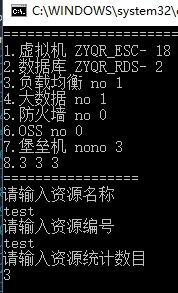 C:\WINDOWS\system32\
====================
1.虚拟机 ZYQR_ESC- 18
2.数据库 ZYQR_RDS- 2
3.负载均衡 no 1
4.大数据 no 1
5.防火墙 no 0
6.OSS no 0
7.堡垒机 nono 3
8.3 3 3
================
请输入资源名称
test
请输入资源编号
test
请输入资源统计数目
3